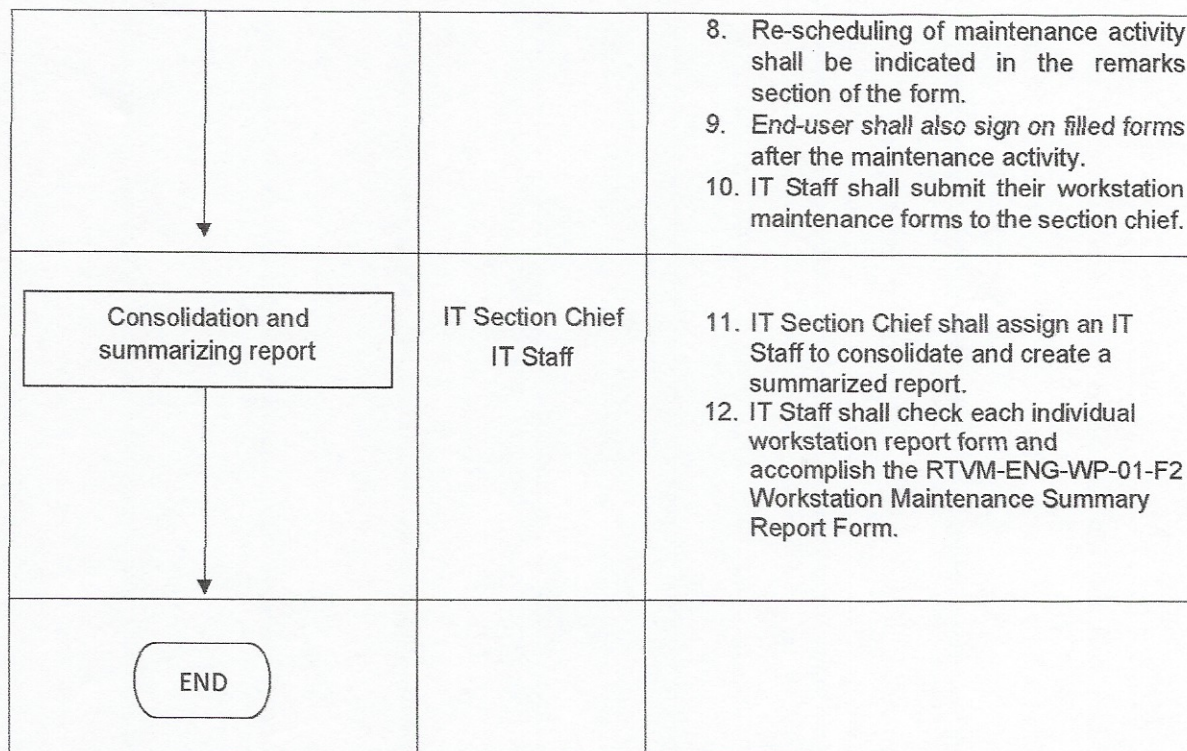 8. Re-scheduling of maintenance activity
shall be indicated in the remarks
section of the form.
9. End-user shall also sign on filled forms
after the maintenance activity.
10. IT Staff shall submit their workstation
maintenance forms to the section chief.
Consolidation and
summarizing report
IT Section Chief
IT Staff
11. IT Section Chief shall assign an IT
Staff to consolidate and create a
summarized report.
12. IT Staff shall check each individual
workstation report form and
accomplish the RTVM-ENG-WP-01-F2
Workstation Maintenance Summary
Report Form.
END